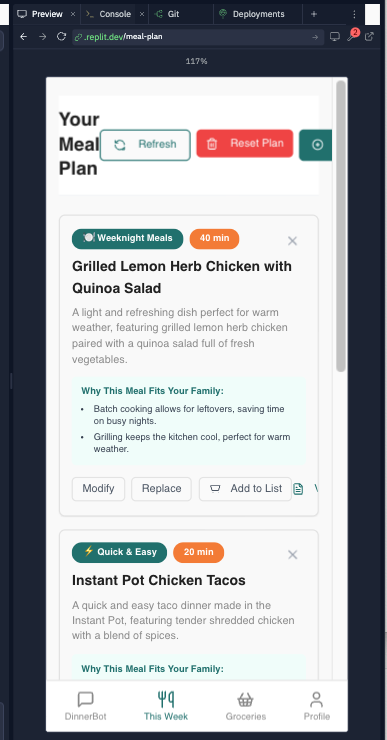 Preview
Console
Git
Deployments
.replit.dev/meal-plan
2
117%
Your
Meal
Plan
Refresh
Reset Plan
Weeknight Meals
40 min
Grilled Lemon Herb Chicken with
Quinoa Salad
A light and refreshing dish perfect for warm
weather, featuring grilled lemon herb chicken
paired with a quinoa salad full of fresh
vegetables.
Why This Meal Fits Your Family:
• Batch cooking allows for leftovers, saving time
on busy nights.
• Grilling keeps the kitchen cool, perfect for warm
weather.
Modify
Replace
Add to List
Quick & Easy
20 min
Instant Pot Chicken Tacos
A quick and easy taco dinner made in the
Instant Pot, featuring tender shredded chicken
with a blend of spices.
Why This Meal Fits Your Family:
DinnerBot
This Week
Groceries
Profile